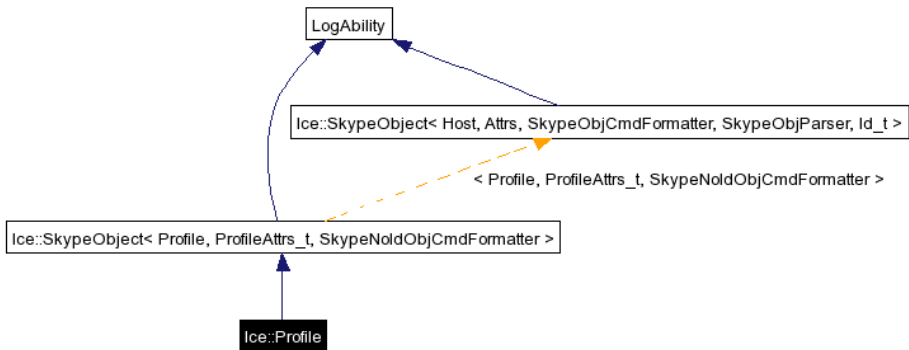 LogAbility
Ice::SkypeObject< Host, Attrs, SkypeObjCmdFormatter, SkypeObjParser, Id_t >
< Profile, ProfileAttrs_t, SkypeNoIdObjCmdFormatter >
Ice::SkypeObject< Profile, ProfileAttrs_t, SkypeNoIdObjCmdFormatter >
Ice::Profile